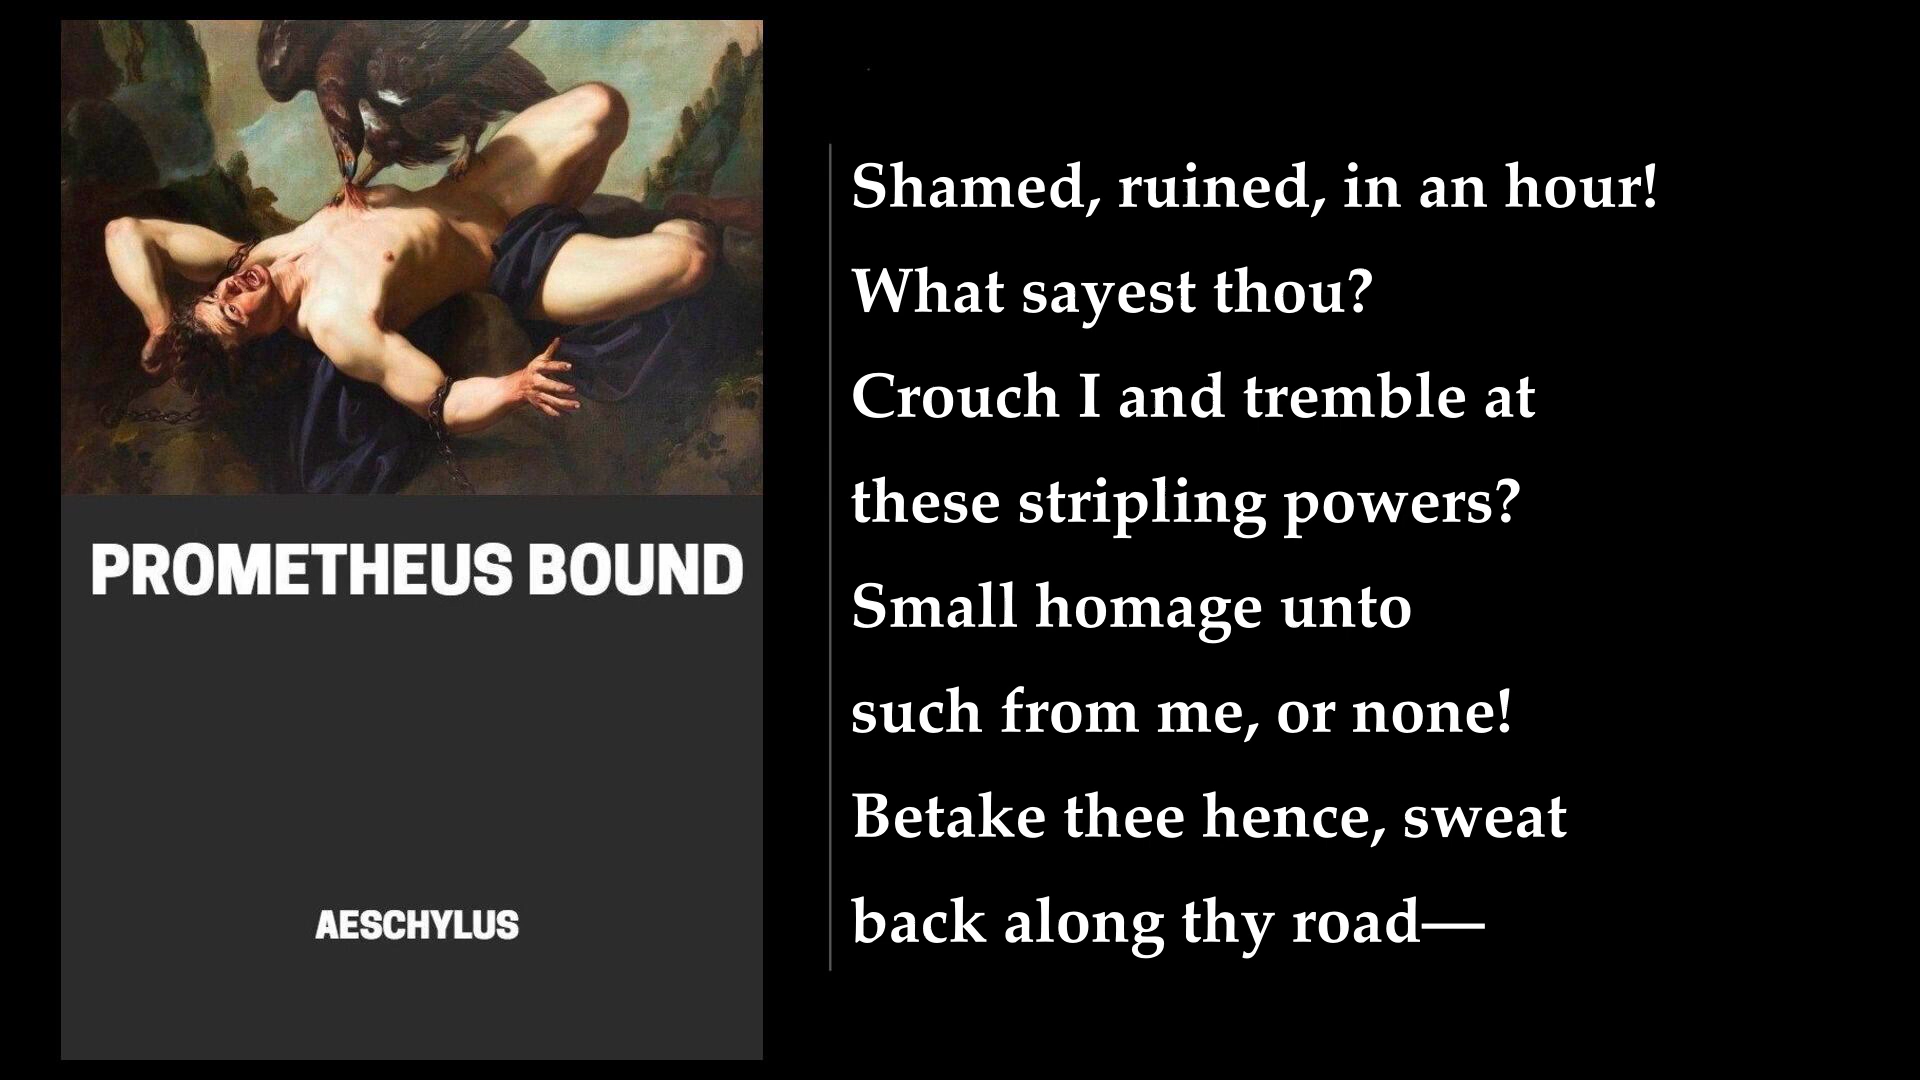 PROMETHEUS BOUND
AESCHYLUS
Shamed, ruined, in an hour!
What sayest thou?
Crouch I and tremble at
these stripling powers?
Small homage unto
such from me, or none!
Betake thee hence, sweat
back along thy road—